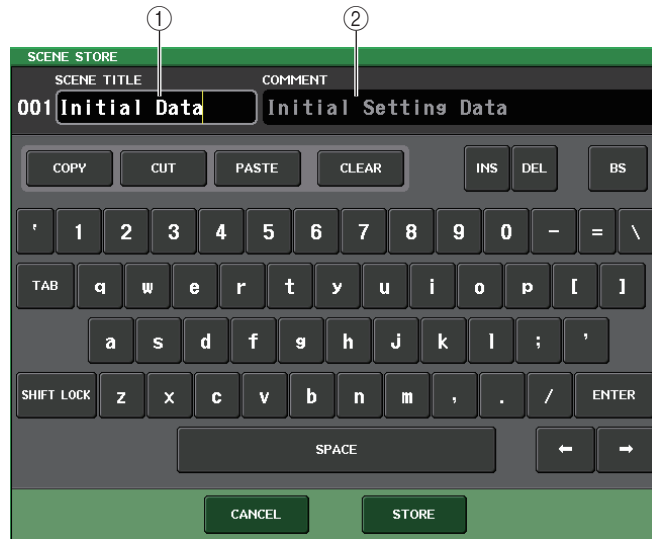 ① ②
SCENE STORE
SCENE TITLE COMMENT
001 Initial Data Initial Setting Data
COPY CUT PASTE CLEAR INS DEL BS
' 1 2 3 4 5 6 7 8 9 0 - = \
TAB q w e r t y u i o p [ ]
a s d f g h j k l ; '
SHIFT LOCK z x c v b n m , . / ENTER
SPACE ← →
CANCEL STORE